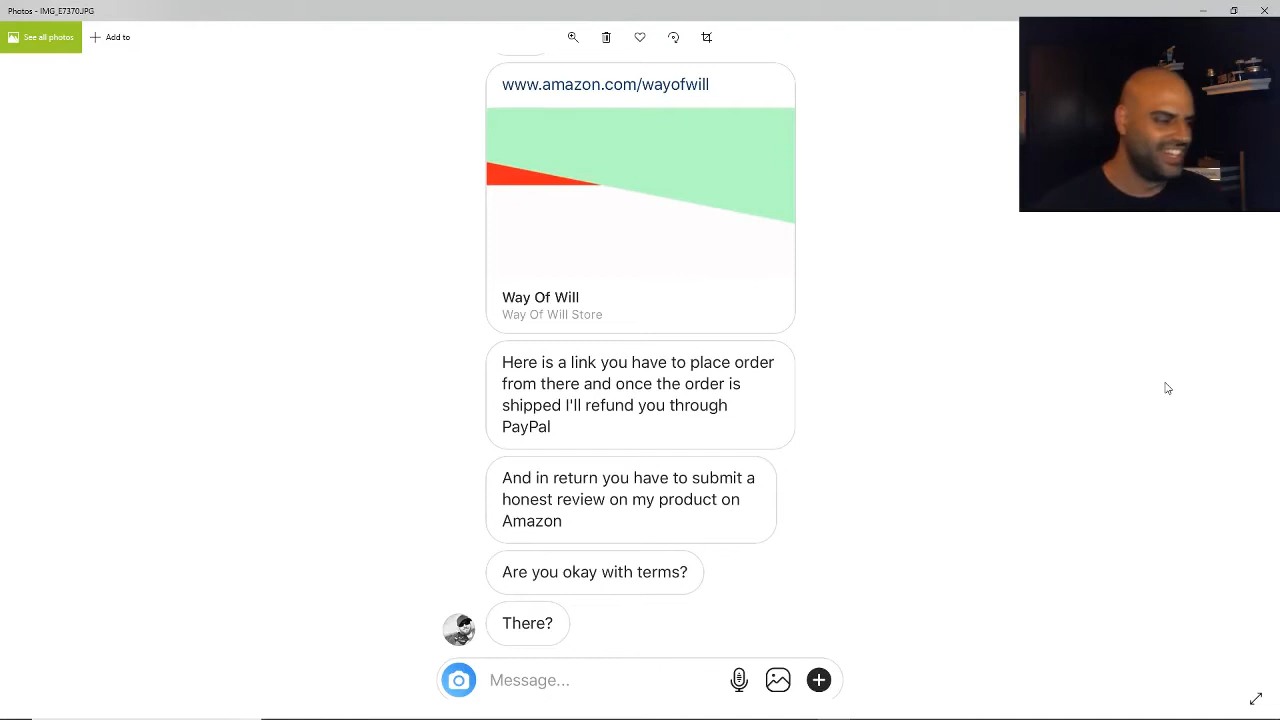 Photos - IMG_E7370.JPG
See all photos
Add to
www.amazon.com/wayofwill
Way Of Will
Way Of Will Store
Here is a link you have to place order
from there and once the order is
shipped I'll refund you through
PayPal
And in return you have to submit a
honest review on my product on
Amazon
Are you okay with terms?
There?
Message...